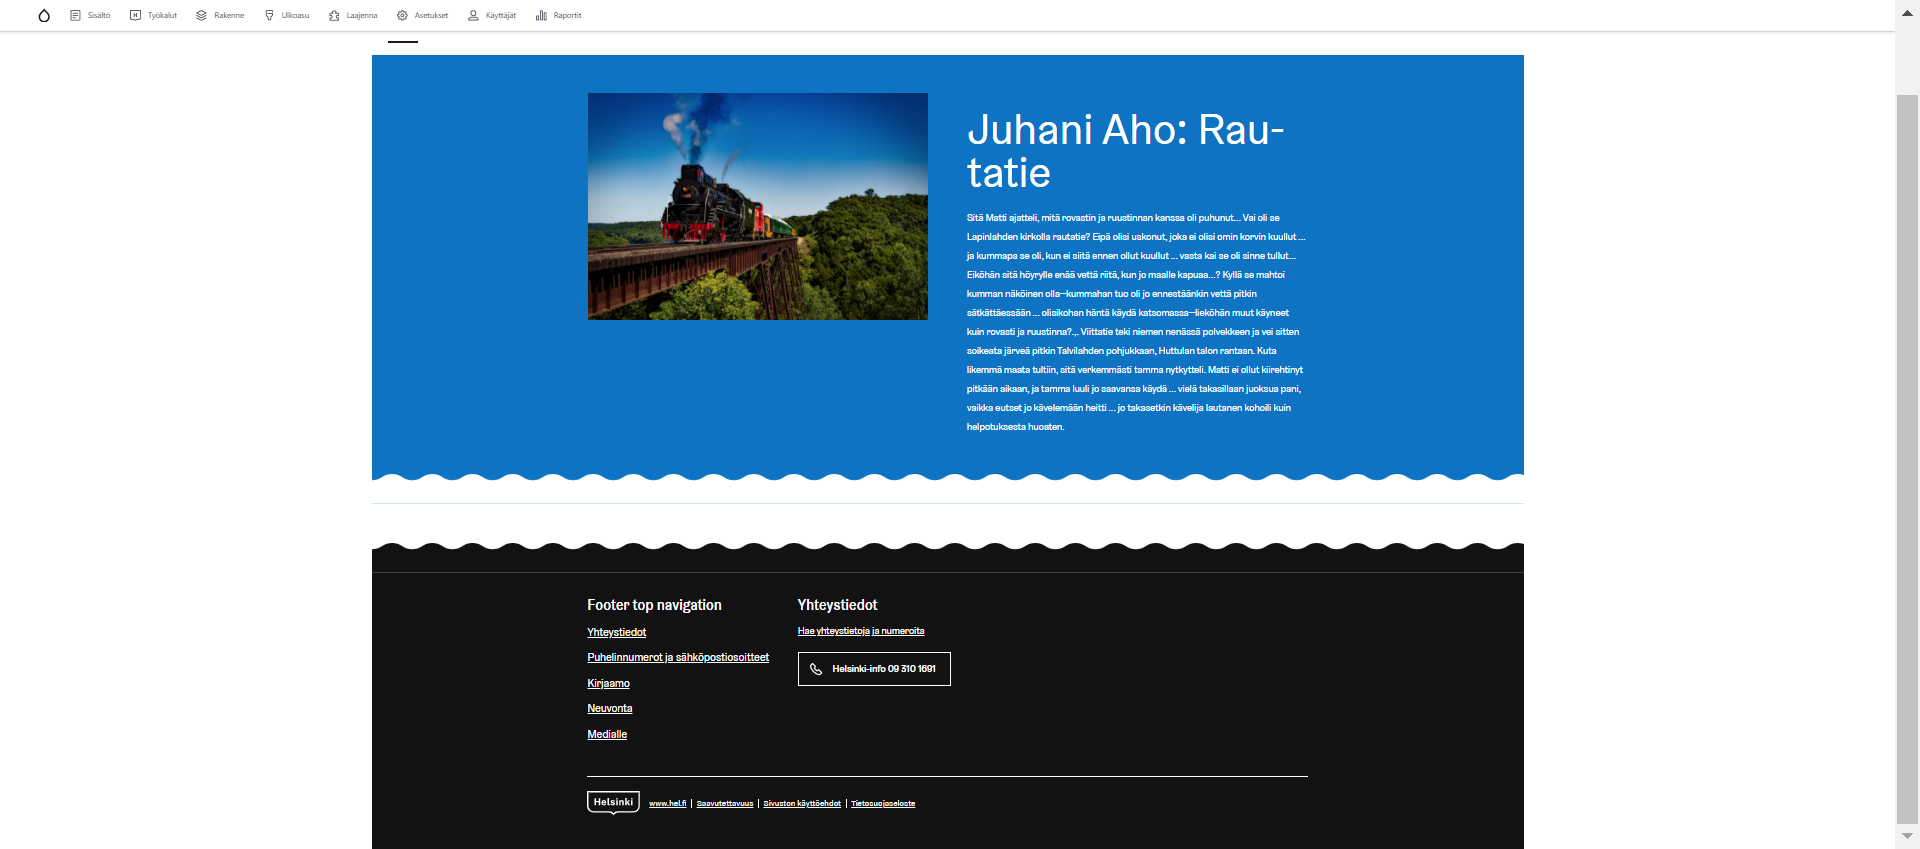 Sisältö Työkalut Rakenne Ulkoasu Laajenna Asetukset Käyttäjät Raportit
Juhani Aho: Rau-
tatie
Sitä Matti ajatteli, mitä rovastin ja ruustinnan kanssa oli puhunut... Vai oli se
Lapinlahden kirkolla rautatie? Eipä olisi uskonut, joka ei olisi omin korvin kuullut ...
ja kummapa se oli, kun ei siitä ennen ollut kuullut ... vasta kai se oli sinne tullut...
Eiköhän sitä höyrylle enää vettä riitä, kun jo maalle kapuaa...? Kyllä se mahtoi
kumman näköinen olla—kummahan tuo oli jo ennestäänkin vettä pitkin
sätkättäessään ... olisikohan häntä käydä katsomassa—lieköhän muut käyneet
kuin rovasti ja ruustinna?.,. Viittatie teki niemen nenässä polvekkeen ja vei sitten
soikeata järveä pitkin Talvilahden pohjukkaan, Huttulan talon rantaan. Kuta
likemmä maata tultiin, sitä verkemmästi tamma nytkytteli. Matti ei ollut kiirehtinyt
pitkään aikaan, ja tamma luuli jo saavansa käydä ... vielä takasillaan juoksua pani,
vaikka eutset jo kävelemään heitti ... jo takasetkin kävelijä lautanen kohoili kuin
helpotuksesta huoaten.
Footer top navigation
Yhteystiedot
Puhelinnumerot ja sähköpostiosoitteet
Kirjaamo
Neuvonta
Medialle
Yhteystiedot
Hae yhteystietoja ja numeroita
Helsinki-info 09 310 1691
Helsinki www.hel.fi | Saavutettavuus | Sivuston käyttöehdot | Tietosuojaseloste